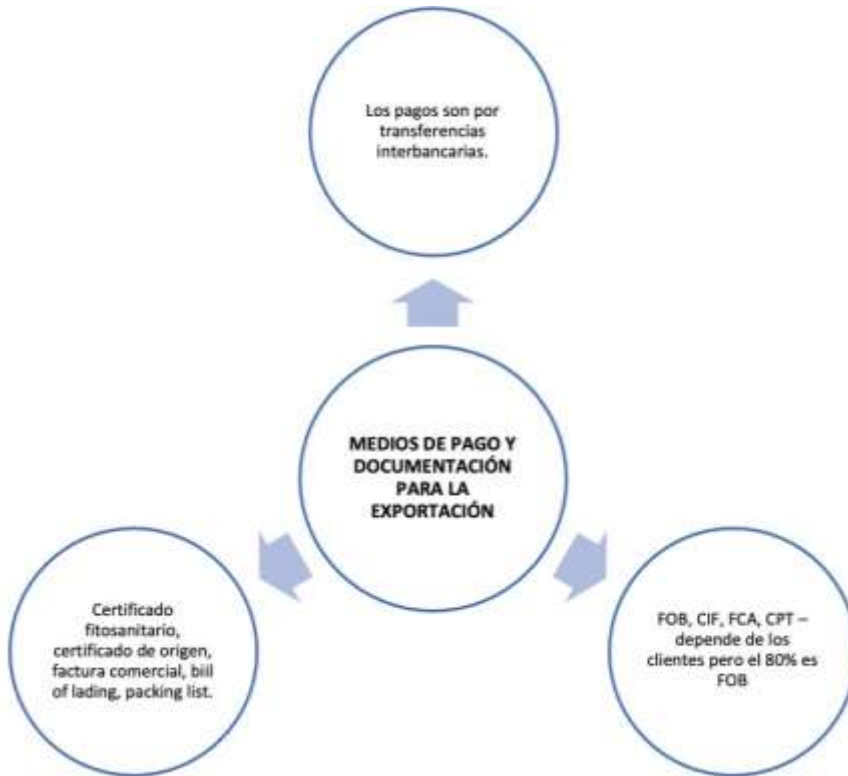 Los pagos son por
transferencias
interbancarias.
MEDIOS DE PAGO Y
DOCUMENTACIÓN
PARA LA
EXPORTACIÓN
Certificado
fitosanitario,
certificado de origen,
factura comercial, biil
of lading, packing list.
FOB, CIF, FCA, CPT –
depende de los
clientes pero el 80% es
FOB